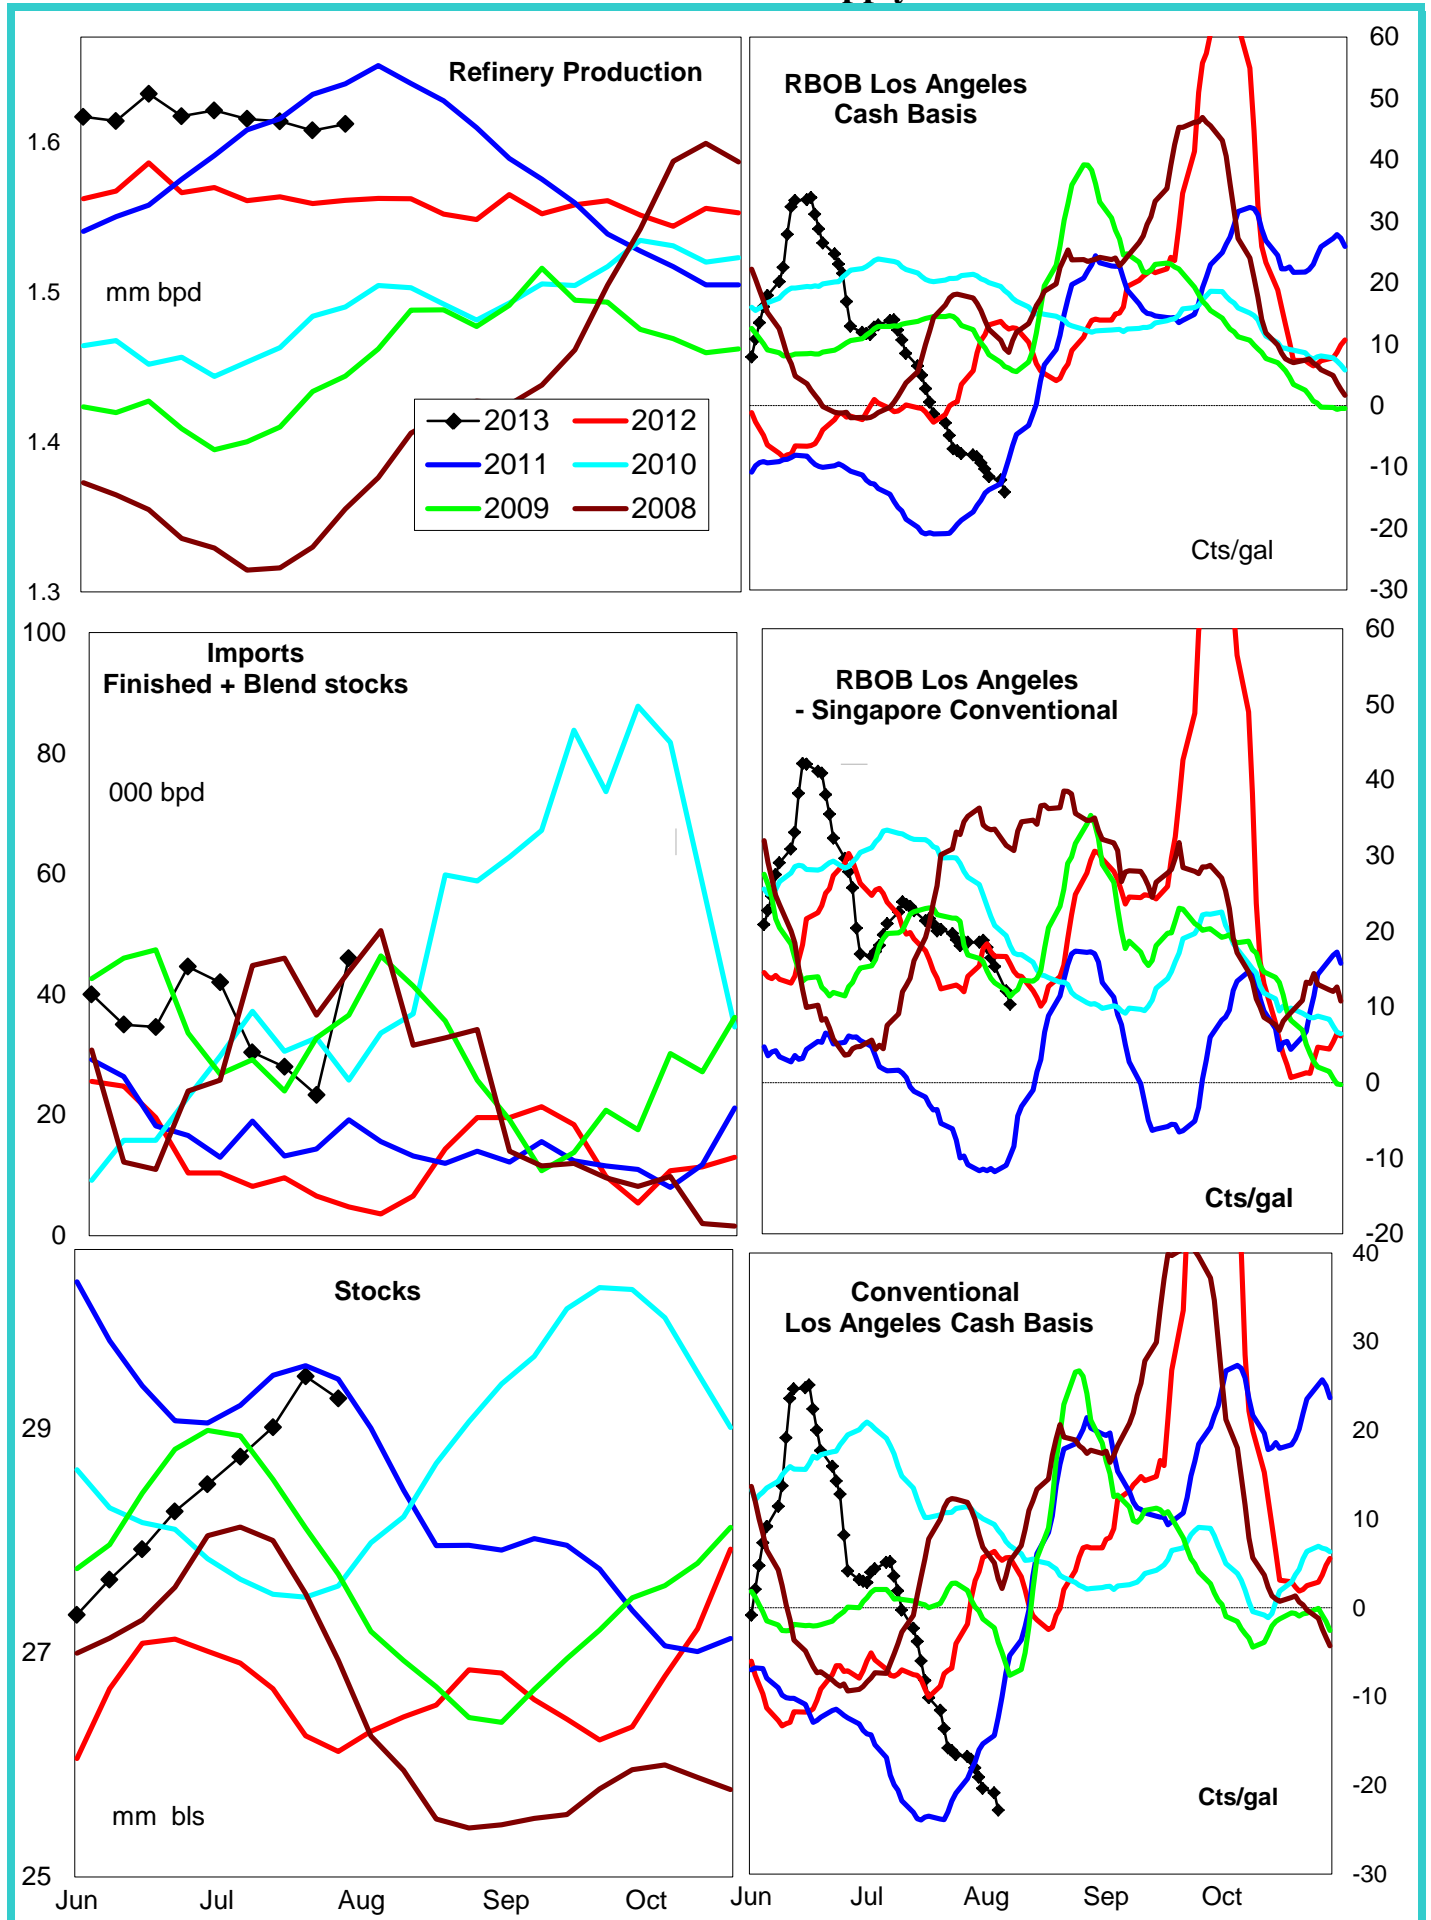 Refinery Production
mm bpd
1.6
1.5
1.4
1.3
2013
2012
2011
2010
2009
2008
RBOB Los Angeles
Cash Basis
Cts/gal
60
50
40
30
20
10
0
-10
-20
-30
Imports
Finished + Blend stocks
000 bpd
100
80
60
40
20
0
RBOB Los Angeles
- Singapore Conventional
Cts/gal
60
50
40
30
20
10
0
-10
-20
Stocks
mm bls
29
27
25
Jun Jul Aug Sep Oct
Conventional
Los Angeles Cash Basis
Cts/gal
40
30
20
10
0
-10
-20
-30
Jun Jul Aug Sep Oct